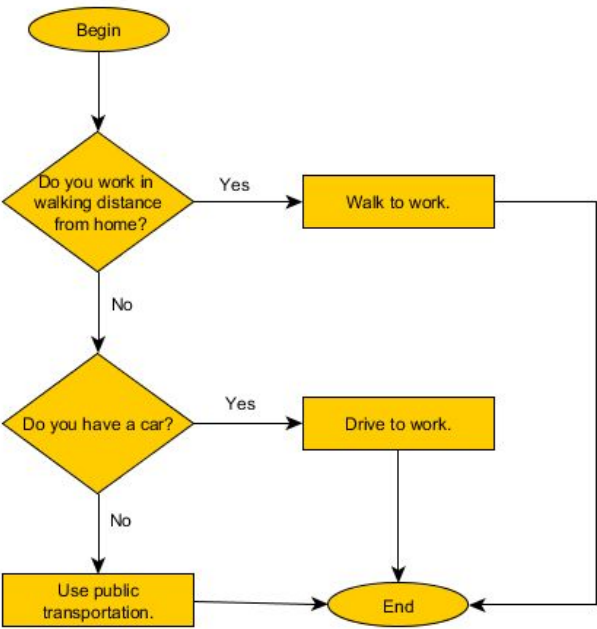 Begin
Do you work in
walking distance
from home?
Yes
Walk to work.
No
Do you have a car?
Yes
Drive to work.
No
Use public
transportation.
End